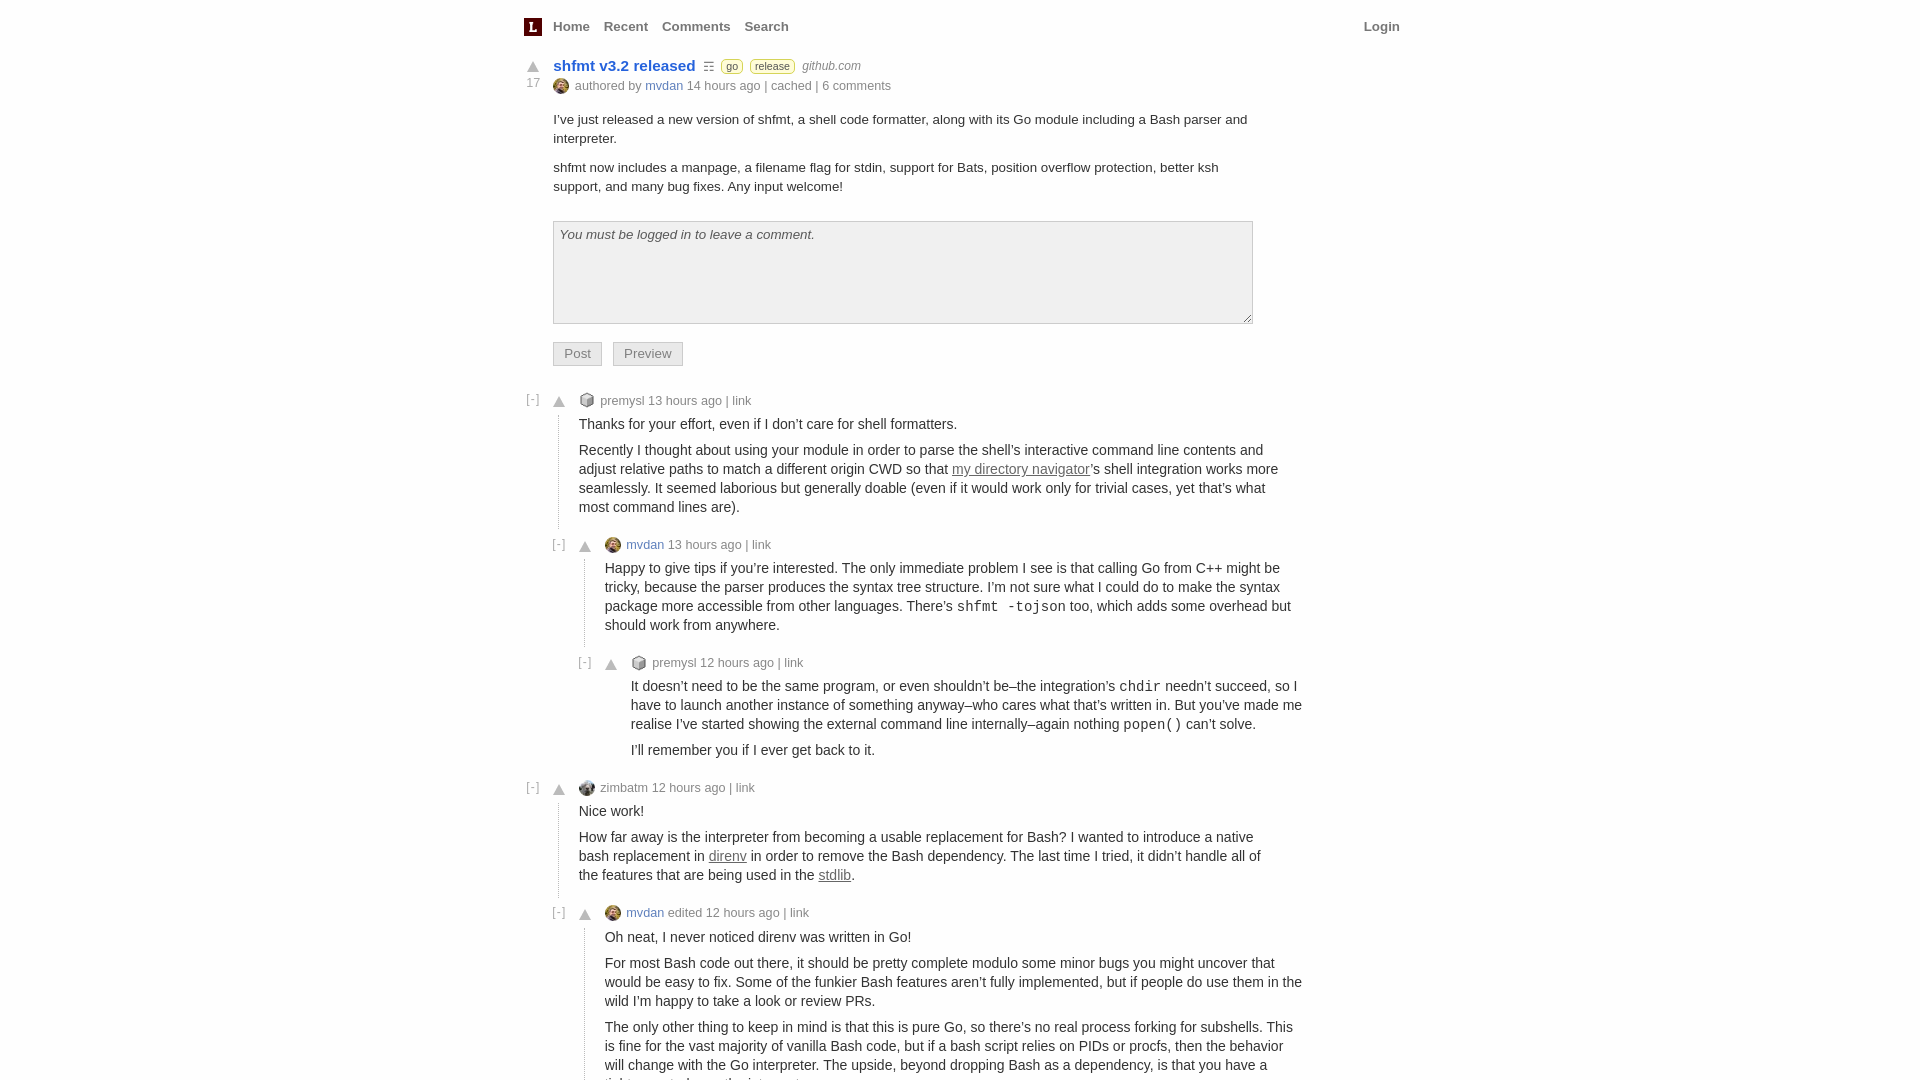 L Home Recent Comments Search Login
shfmt v3.2 released ☶ go release github.com
17
authored by mvdan 14 hours ago | cached | 6 comments
I’ve just released a new version of shfmt, a shell code formatter, along with its Go module including a Bash parser and
interpreter.
shfmt now includes a manpage, a filename flag for stdin, support for Bats, position overflow protection, better ksh
support, and many bug fixes. Any input welcome!
You must be logged in to leave a comment.
Post Preview
[-] premysl 13 hours ago | link
Thanks for your effort, even if I don’t care for shell formatters.
Recently I thought about using your module in order to parse the shell’s interactive command line contents and
adjust relative paths to match a different origin CWD so that my directory navigator’s shell integration works more
seamlessly. It seemed laborious but generally doable (even if it would work only for trivial cases, yet that’s what
most command lines are).
[-] mvdan 13 hours ago | link
Happy to give tips if you’re interested. The only immediate problem I see is that calling Go from C++ might be
tricky, because the parser produces the syntax tree structure. I’m not sure what I could do to make the syntax
package more accessible from other languages. There’s shfmt -tojson too, which adds some overhead but
should work from anywhere.
[-] premysl 12 hours ago | link
It doesn’t need to be the same program, or even shouldn’t be–the integration’s chdir needn’t succeed, so I
have to launch another instance of something anyway–who cares what that’s written in. But you’ve made me
realise I’ve started showing the external command line internally–again nothing popen() can’t solve.
I’ll remember you if I ever get back to it.
[-] zimbatm 12 hours ago | link
Nice work!
How far away is the interpreter from becoming a usable replacement for Bash? I wanted to introduce a native
bash replacement in direnv in order to remove the Bash dependency. The last time I tried, it didn’t handle all of
the features that are being used in the stdlib.
[-] mvdan edited 12 hours ago | link
Oh neat, I never noticed direnv was written in Go!
For most Bash code out there, it should be pretty complete modulo some minor bugs you might uncover that
would be easy to fix. Some of the funkier Bash features aren’t fully implemented, but if people do use them in the
wild I’m happy to take a look or review PRs.
The only other thing to keep in mind is that this is pure Go, so there’s no real process forking for subshells. This
is fine for the vast majority of vanilla Bash code, but if a bash script relies on PIDs or procfs, then the behavior
will change with the Go interpreter. The upside, beyond dropping Bash as a dependency, is that you have a